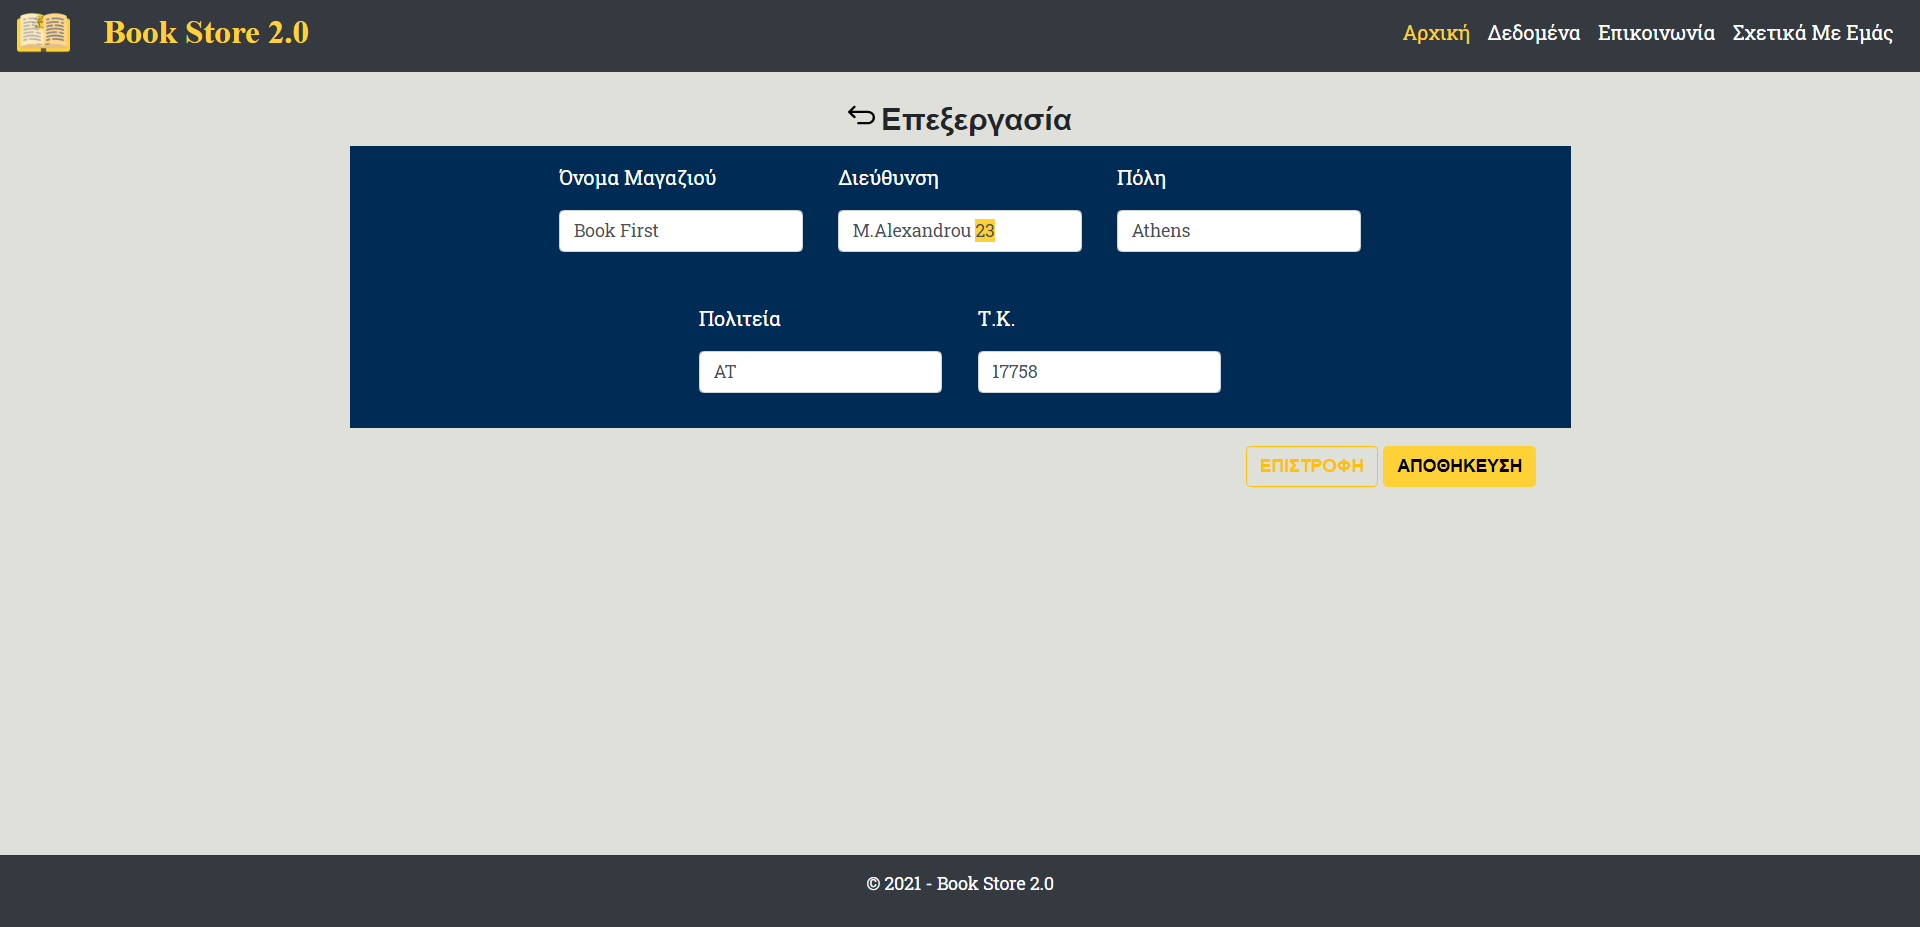 Book Store 2.0
Αρχική Δεδομένα Επικοινωνία Σχετικά Με Εμάς
Επεξεργασία
Όνομα Μαγαζιού Διεύθυνση Πόλη
Book First M.Alexandrou 23 Athens
Πολιτεία Τ.Κ.
AT 17758
ΕΠΙΣΤΡΟΦΗ ΑΠΟΘΗΚΕΥΣΗ
© 2021 - Book Store 2.0